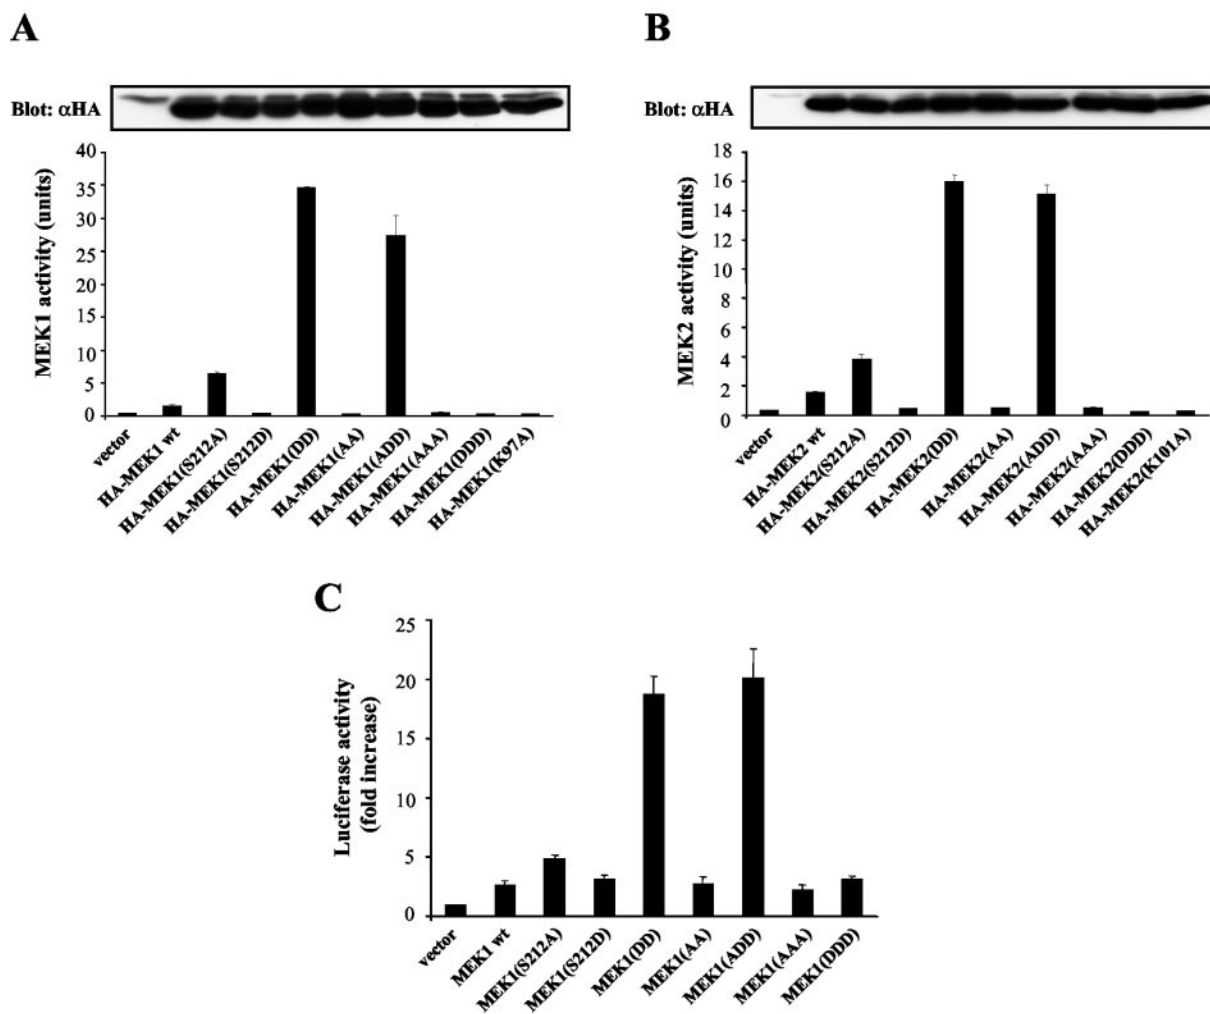 A
B
Blot: αHA
Blot: αHA
MEK1 activity (units)
40
35
30
25
20
15
10
5
0
vector
HA-MEK1 wt
HA-MEK1(S212A)
HA-MEK1(S212D)
HA-MEK1(DD)
HA-MEK1(AA)
HA-MEK1(ADD)
HA-MEK1(AAA)
HA-MEK1(DDD)
HA-MEK1(K97A)
MEK2 activity (units)
18
16
14
12
10
8
6
4
2
0
vector
HA-MEK2 wt
HA-MEK2(S212A)
HA-MEK2(S212D)
HA-MEK2(DD)
HA-MEK2(AA)
HA-MEK2(ADD)
HA-MEK2(AAA)
HA-MEK2(DDD)
HA-MEK2(K101A)
C
Luciferase activity
(fold increase)
25
20
15
10
5
0
vector
MEK1 wt
MEK1(S212A)
MEK1(S212D)
MEK1(DD)
MEK1(AA)
MEK1(ADD)
MEK1(AAA)
MEK1(DDD)